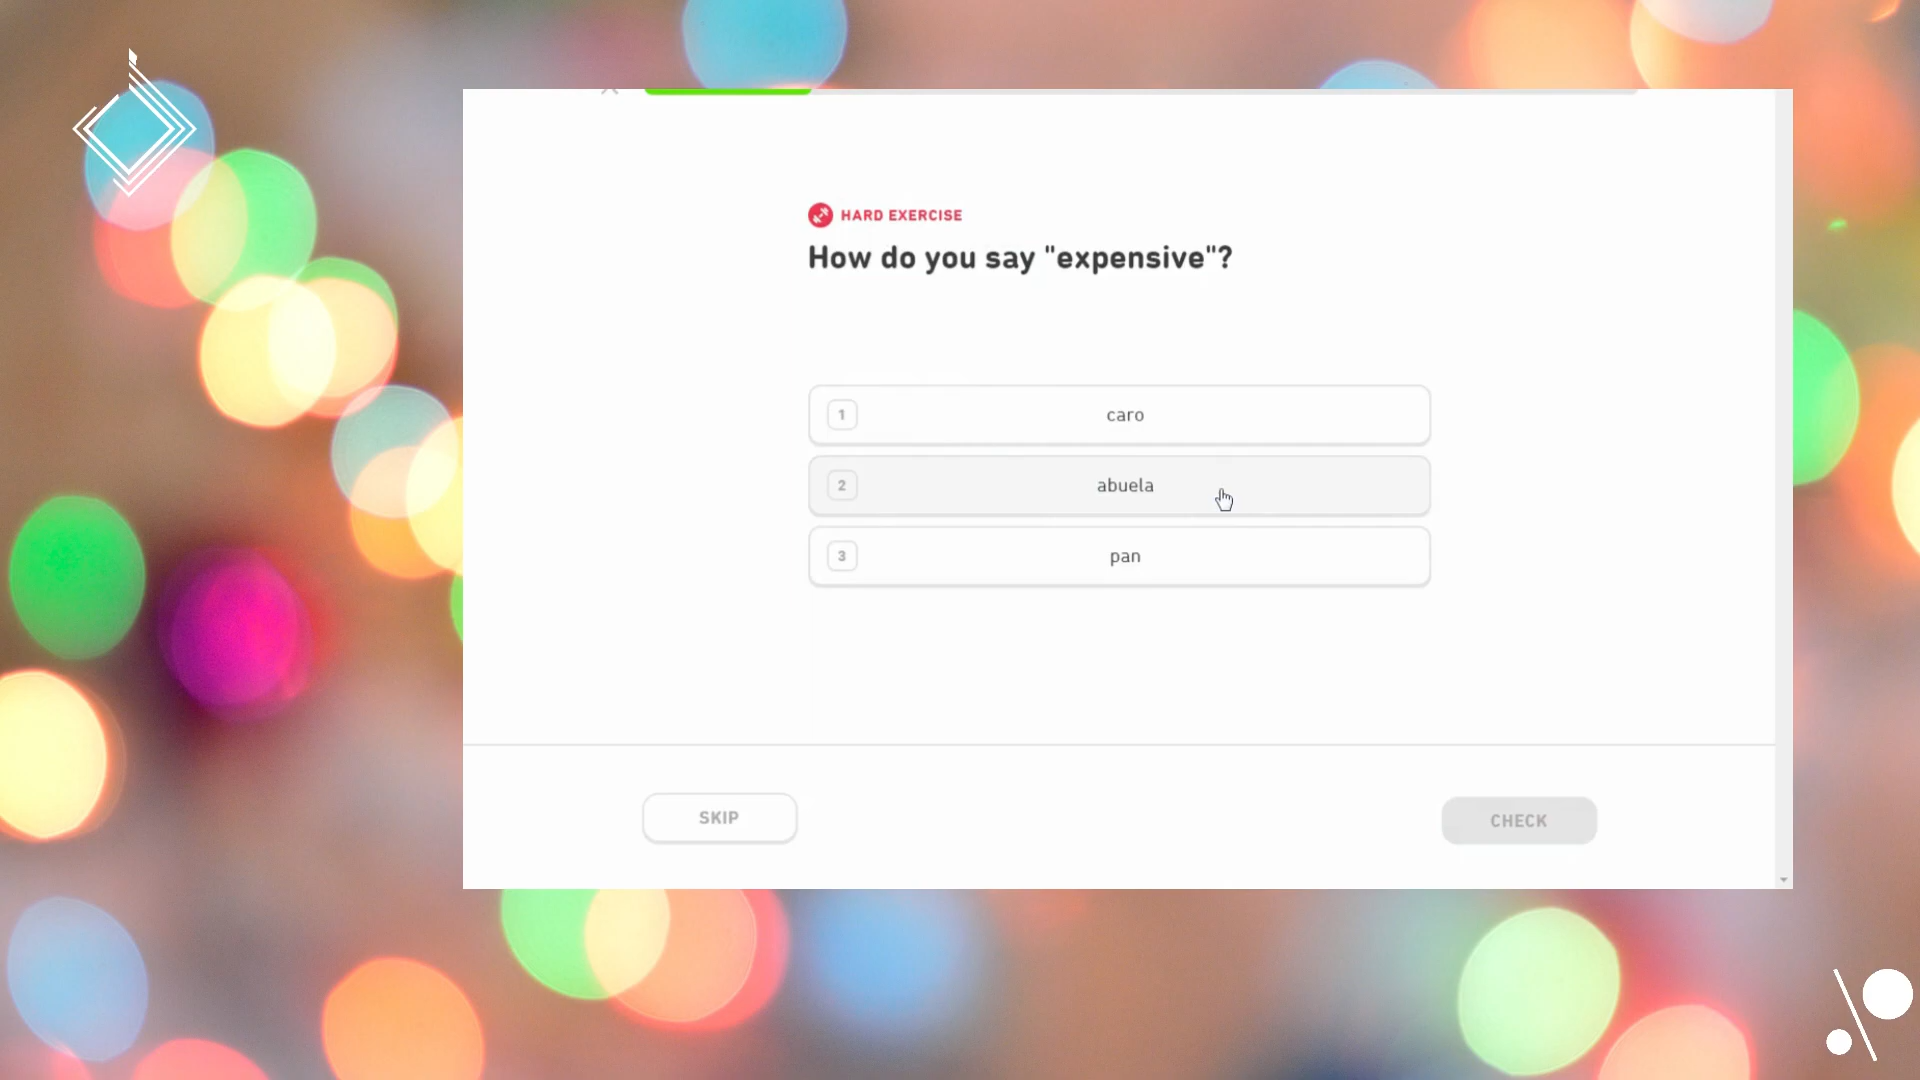 HARD EXERCISE
How do you say "expensive"?
1 caro
2 abuela
3 pan
SKIP
CHECK